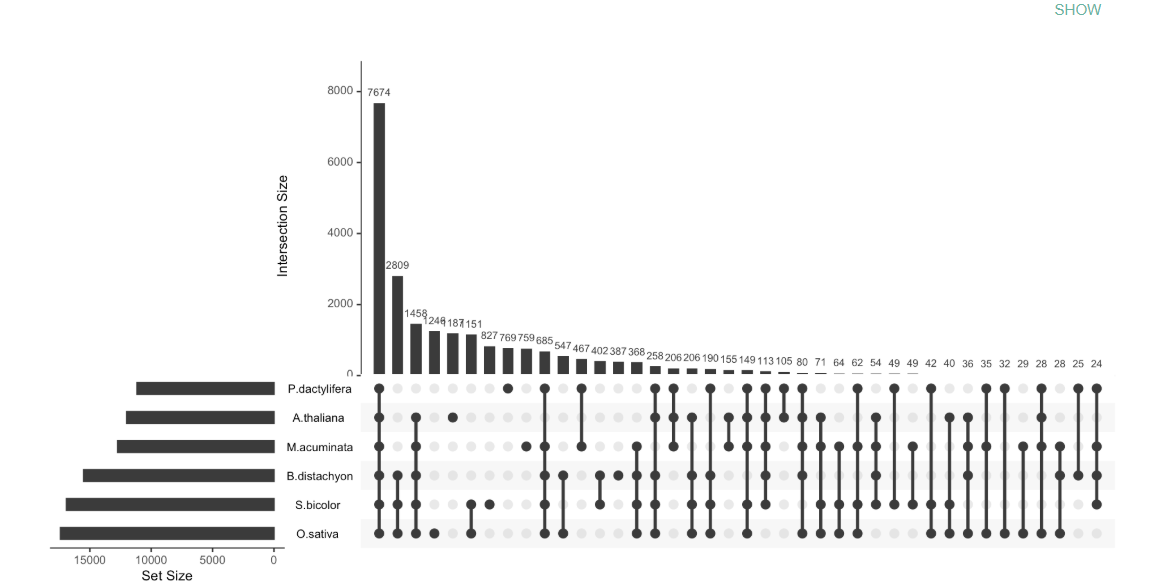 SHOW
8000
6000
4000
2000
0
Intersection Size
7674 2809 1458 1246 1187 1151 827 769 759 685 547 467 402 387 368 258 206 206 190 155 149 113 105 80 71 64 62 54 49 49 42 40 36 35 32 29 28 28 25 24
P.dactylifera
A.thaliana
M.acuminata
B.distachyon
S.bicolor
O.sativa
15000 10000 5000 0
Set Size